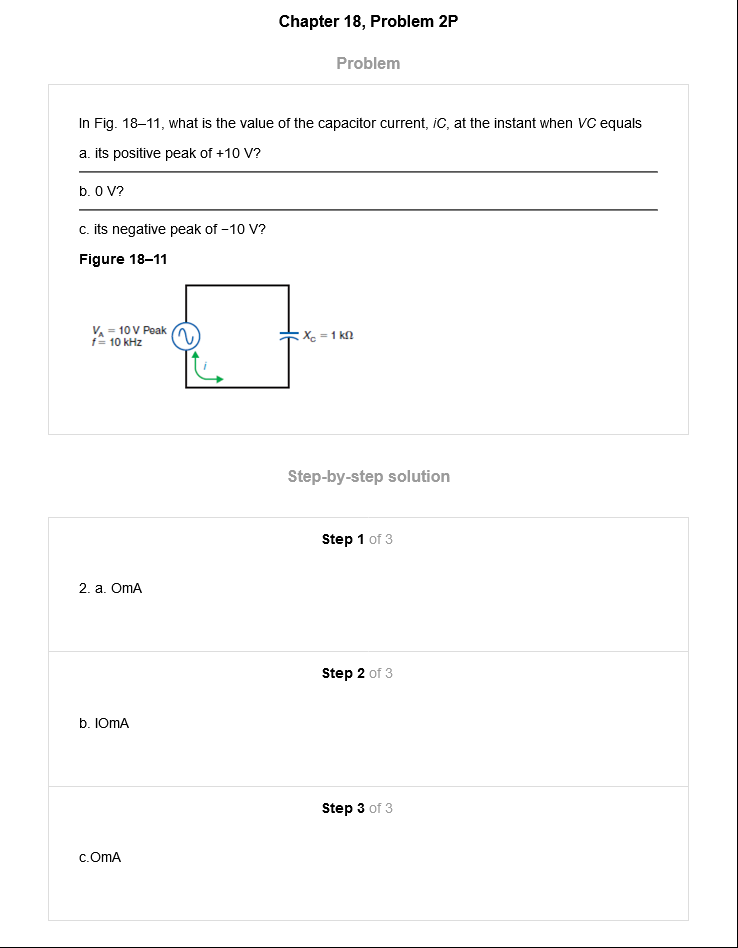 Chapter 18, Problem 2P
Problem
In Fig. 18–11, what is the value of the capacitor current, iC, at the instant when VC equals
a. its positive peak of +10 V?
b. 0 V?
c. its negative peak of −10 V?
Figure 18–11
VA = 10 V Peak
f = 10 kHz
XC = 1 kΩ
i
Step-by-step solution
Step 1 of 3
2. a. OmA
Step 2 of 3
b. lOmA
Step 3 of 3
c.OmA